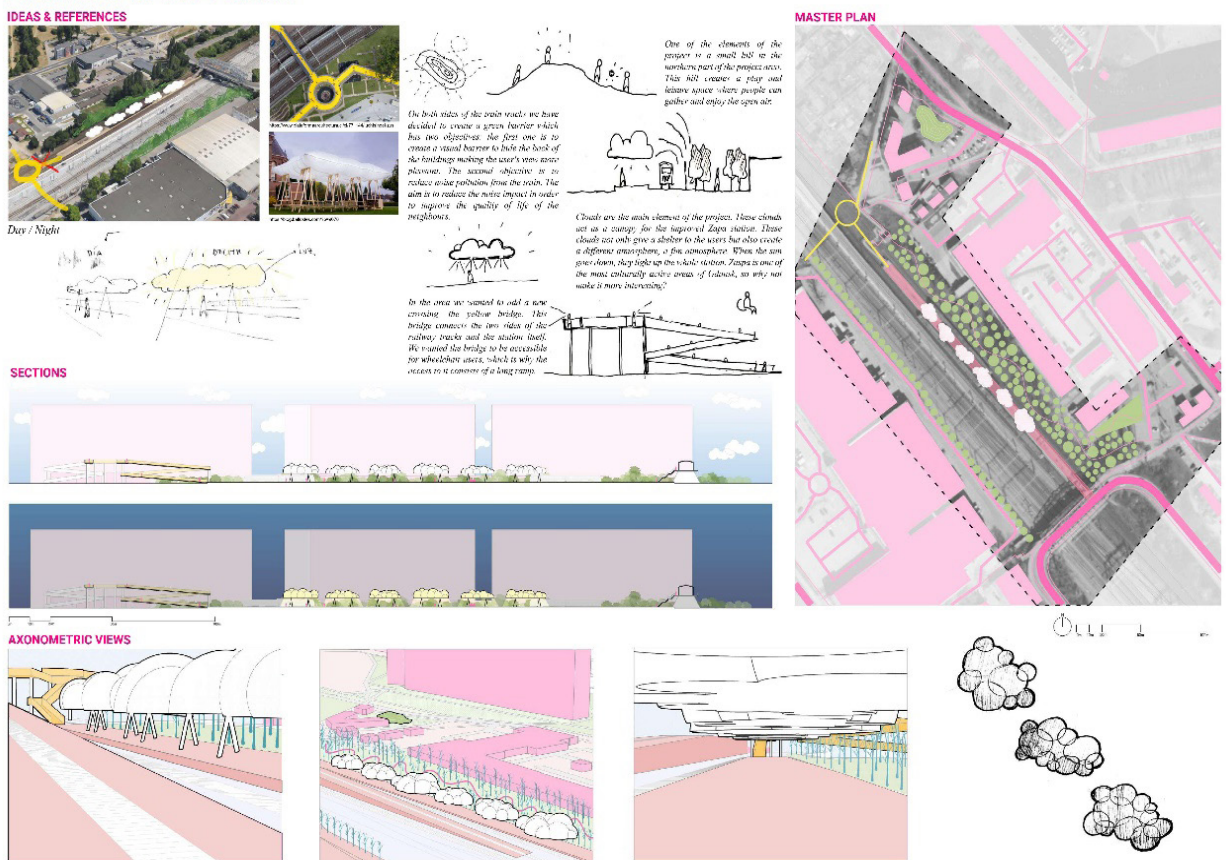 IDEAS & REFERENCES
One of the elements of the
project is a small hill in the
northern part of the project area.
This hill creates a play and
leisure space where people can
gather and enjoy the open air.
On both sides of the train tracks we have
decided to create a green barrier which
has two objectives: the first one is to
create a visual barrier to hide the back of
the buildings making the user's view more
pleasant. The second objective is to
reduce noise pollution from the train. The
aim is to reduce the noise impact in order
to improve the quality of life of the
neighbours.
Day / Night
Clouds are the main element of the project. These clouds
act as a canopy for the improved Zapa station. These
clouds not only give a shelter to the users but also create
a different atmosphere, a fun atmosphere. When the sun
goes down, they light up the whole station. Zaspa is one of
the most culturally active areas of Gdansk, so why not
make it more interesting?
In the area we wanted to add a new
crossing the yellow bridge. This
bridge connects the two sides of the
railway tracks and the station itself.
We wanted the bridge to be accessible
for wheelchair users, which is why the
access to it consists of a long ramp.
SECTIONS
MASTER PLAN
AXONOMETRIC VIEWS